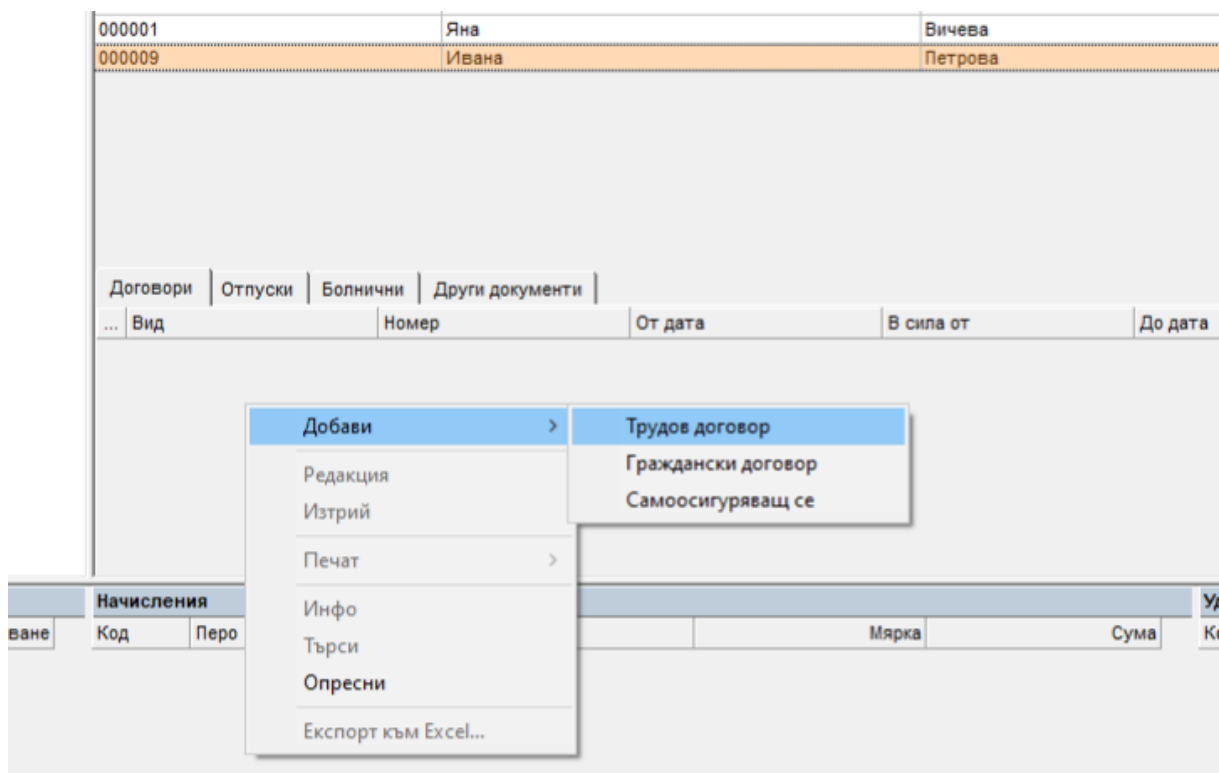 000001 Яна Вичева
000009 Ивана Петрова
Договори Отпуски Болнични Други документи
... Вид Номер От дата В сила от До дата
Добави > Трудов договор
Граждански договор
Редакция
Самоосигуряващ се
Изтрий
Печат >
Начисления
Инфо
ване Код Перо Мярка Сума
Търси
Опресни
Експорт към Excel...